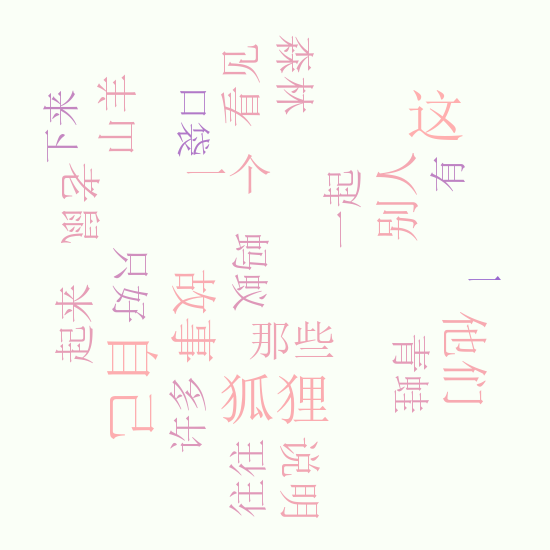 看见
森林
山羊
下来
口袋
这
一个
老鼠
一起
别人
有
蚂蚁
只好
一
故事
起来
那些
他们
青蛙
自己
许多
狐狸
往往
说明